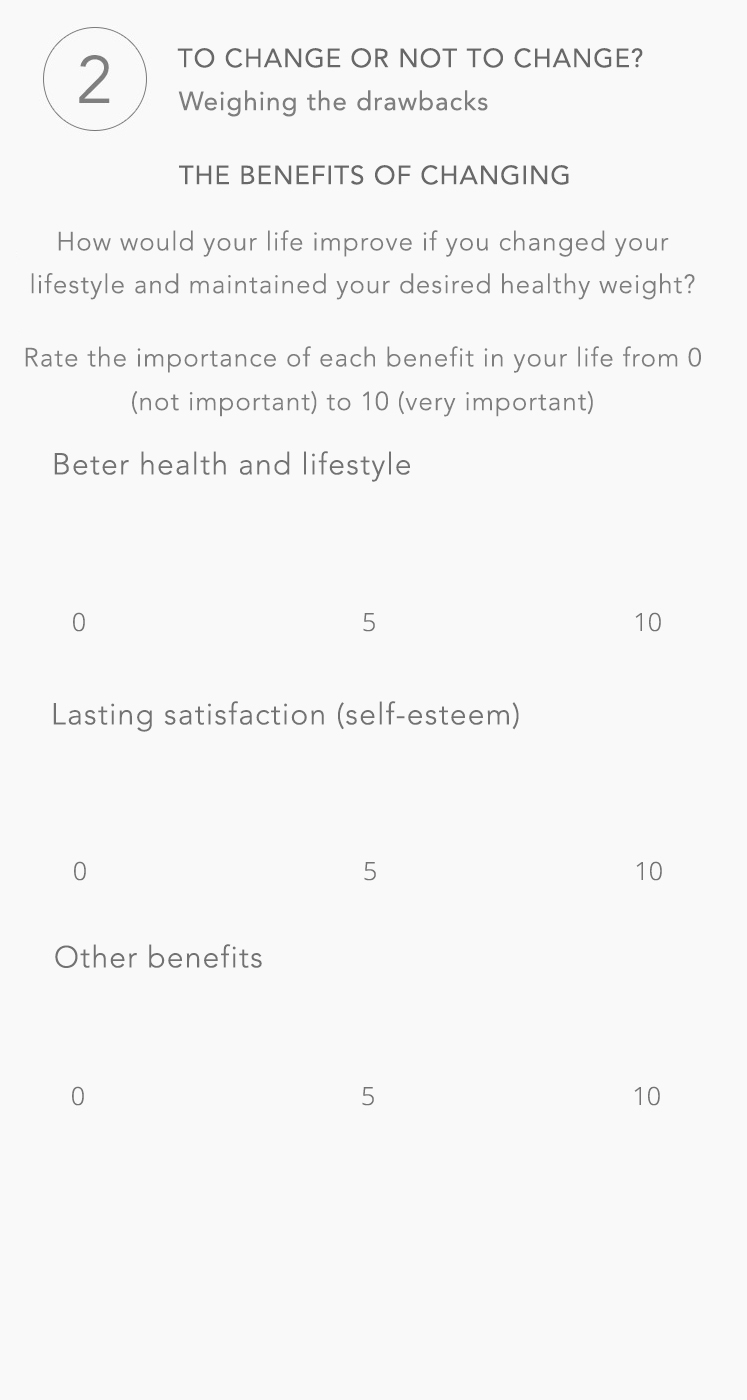 2
TO CHANGE OR NOT TO CHANGE?
Weighing the drawbacks
THE BENEFITS OF CHANGING
How would your life improve if you changed your
lifestyle and maintained your desired healthy weight?
Rate the importance of each benefit in your life from 0
(not important) to 10 (very important)
Beter health and lifestyle
0 5 10
Lasting satisfaction (self-esteem)
0 5 10
Other benefits
0 5 10